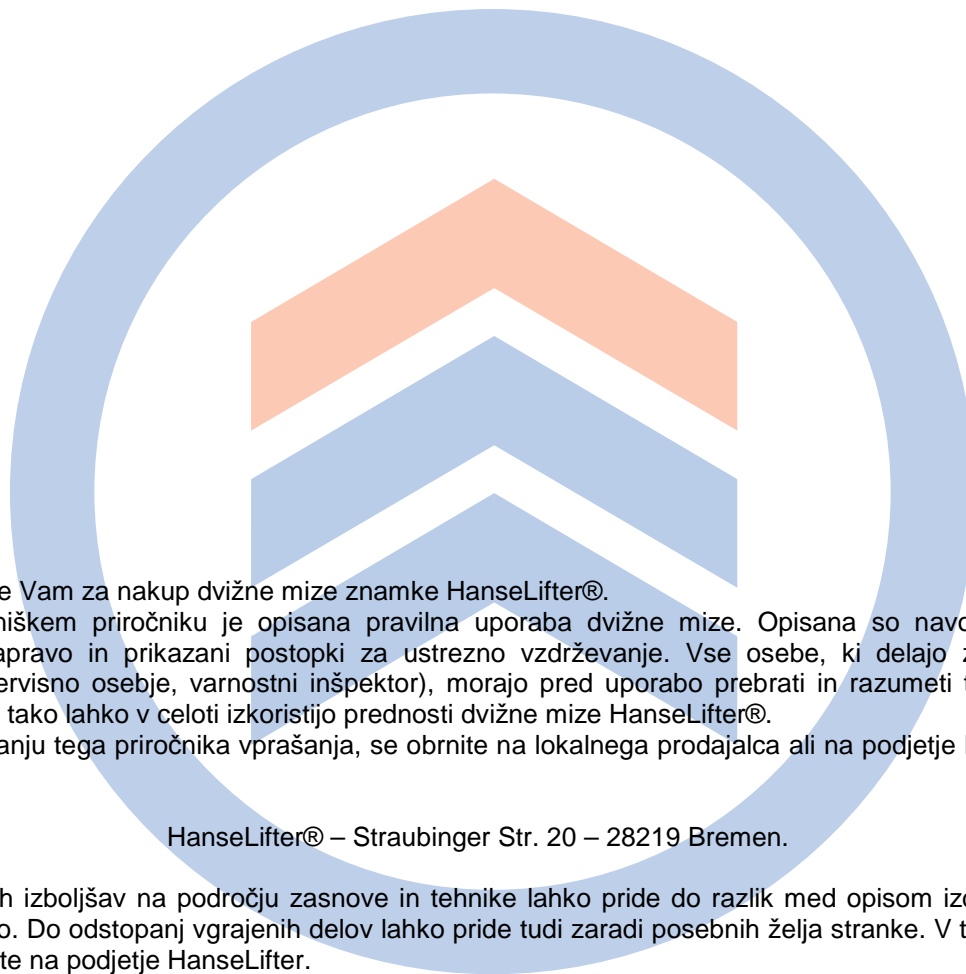 e Vam za nakup dvižne mize znamke HanseLifter®.
niškem priročniku je opisana pravilna uporaba dvižne mize. Opisana so navo
apravo in prikazani postopki za ustrezno vzdrževanje. Vse osebe, ki delajo z
ervisno osebje, varnostni inšpektor), morajo pred uporabo prebrati in razumeti t
tako lahko v celoti izkoristijo prednosti dvižne mize HanseLifter®.
anju tega priročnika vprašanja, se obrnite na lokalnega prodajalca ali na podjetje
HanseLifter® – Straubinger Str. 20 – 28219 Bremen.
h izboljšav na področju zasnove in tehnike lahko pride do razlik med opisom izd
o. Do odstopanj vgrajenih delov lahko pride tudi zaradi posebnih želja stranke. V t
te na podjetje HanseLifter.